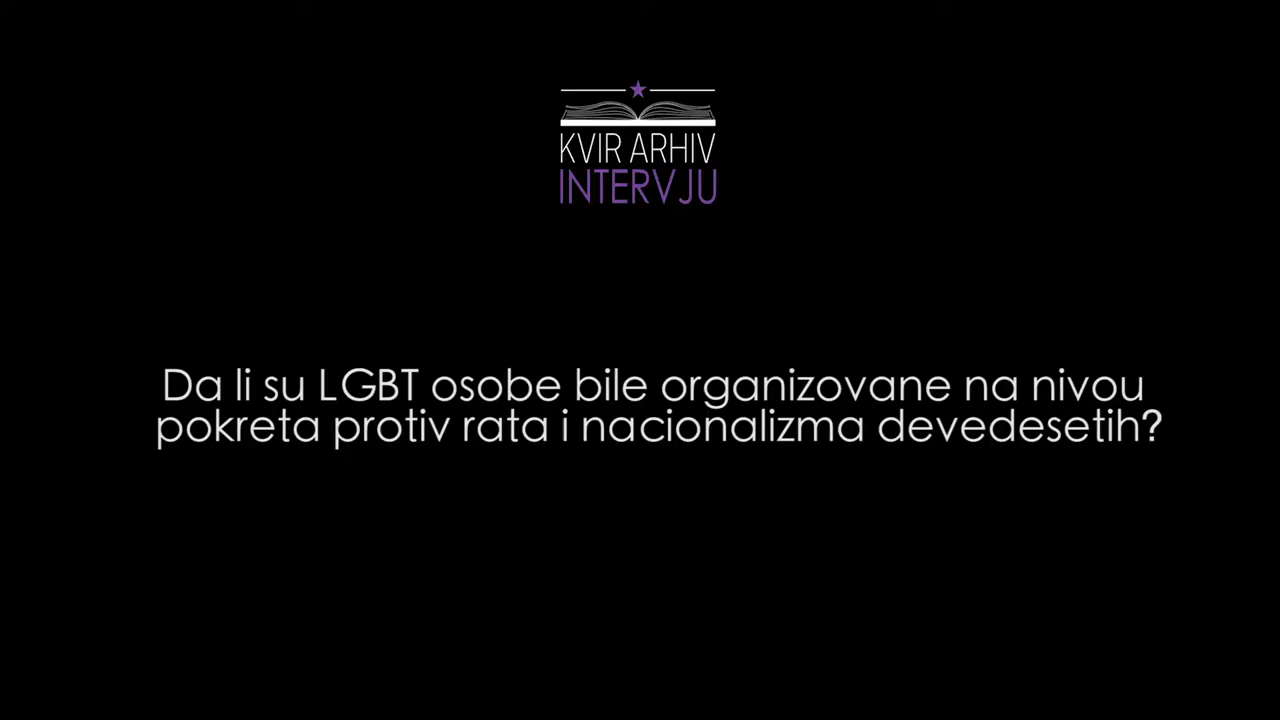 KVIR ARHIV
INTERVJU
Da li su LGBT osobe bile organizovane na nivou
pokreta protiv rata i nacionalizma devedesetih?